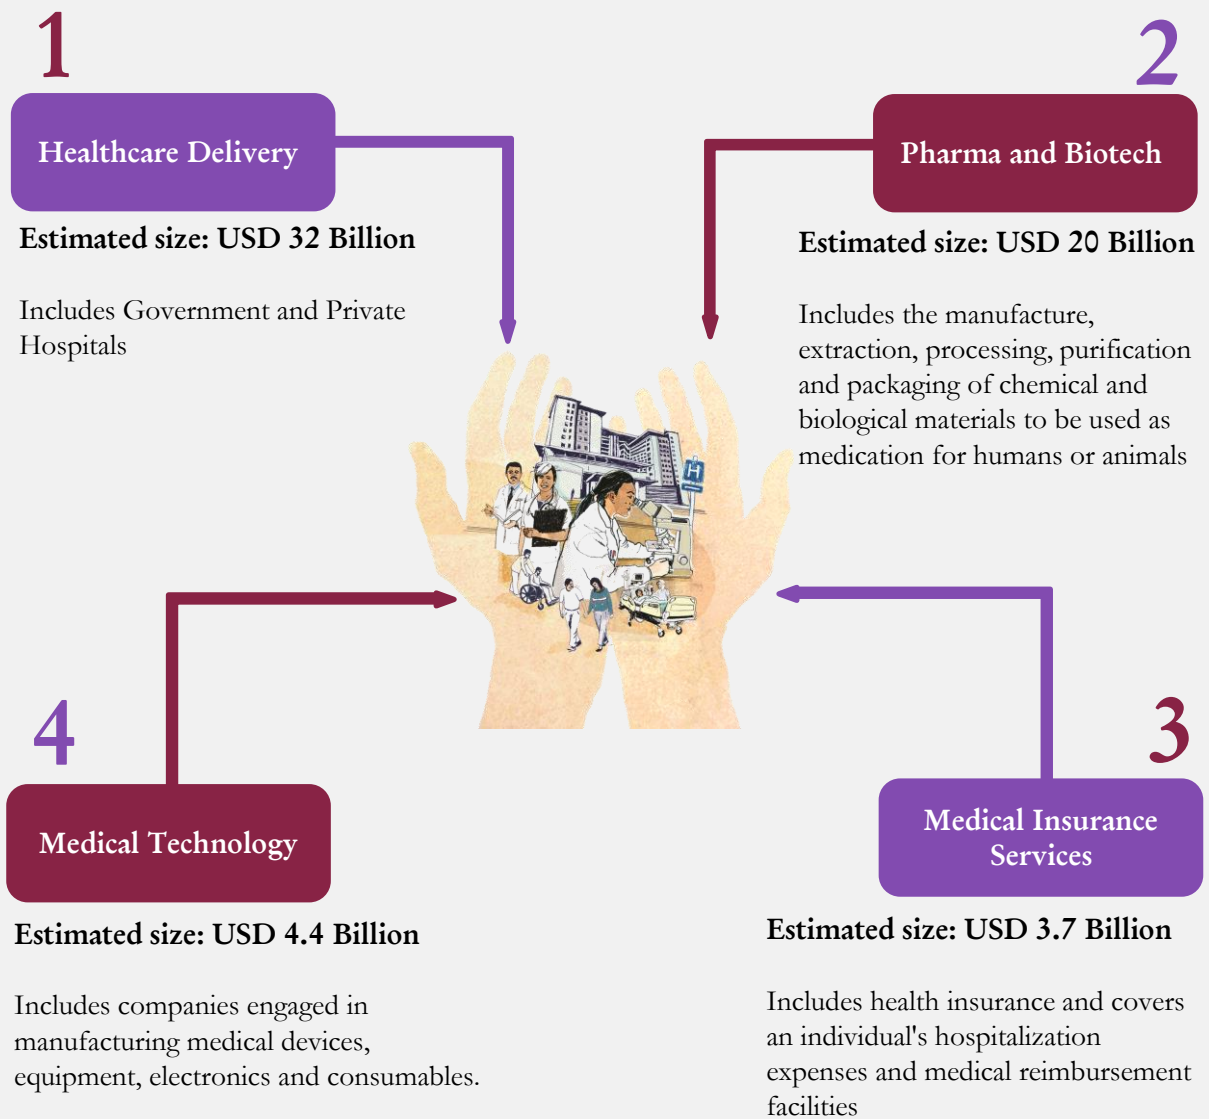 1
Healthcare Delivery
Estimated size: USD 32 Billion
Includes Government and Private
Hospitals
2
Pharma and Biotech
Estimated size: USD 20 Billion
Includes the manufacture,
extraction, processing, purification
and packaging of chemical and
biological materials to be used as
medication for humans or animals
H
4
Medical Technology
Estimated size: USD 4.4 Billion
Includes companies engaged in
manufacturing medical devices,
equipment, electronics and consumables.
3
Medical Insurance
Services
Estimated size: USD 3.7 Billion
Includes health insurance and covers
an individual's hospitalization
expenses and medical reimbursement
facilities